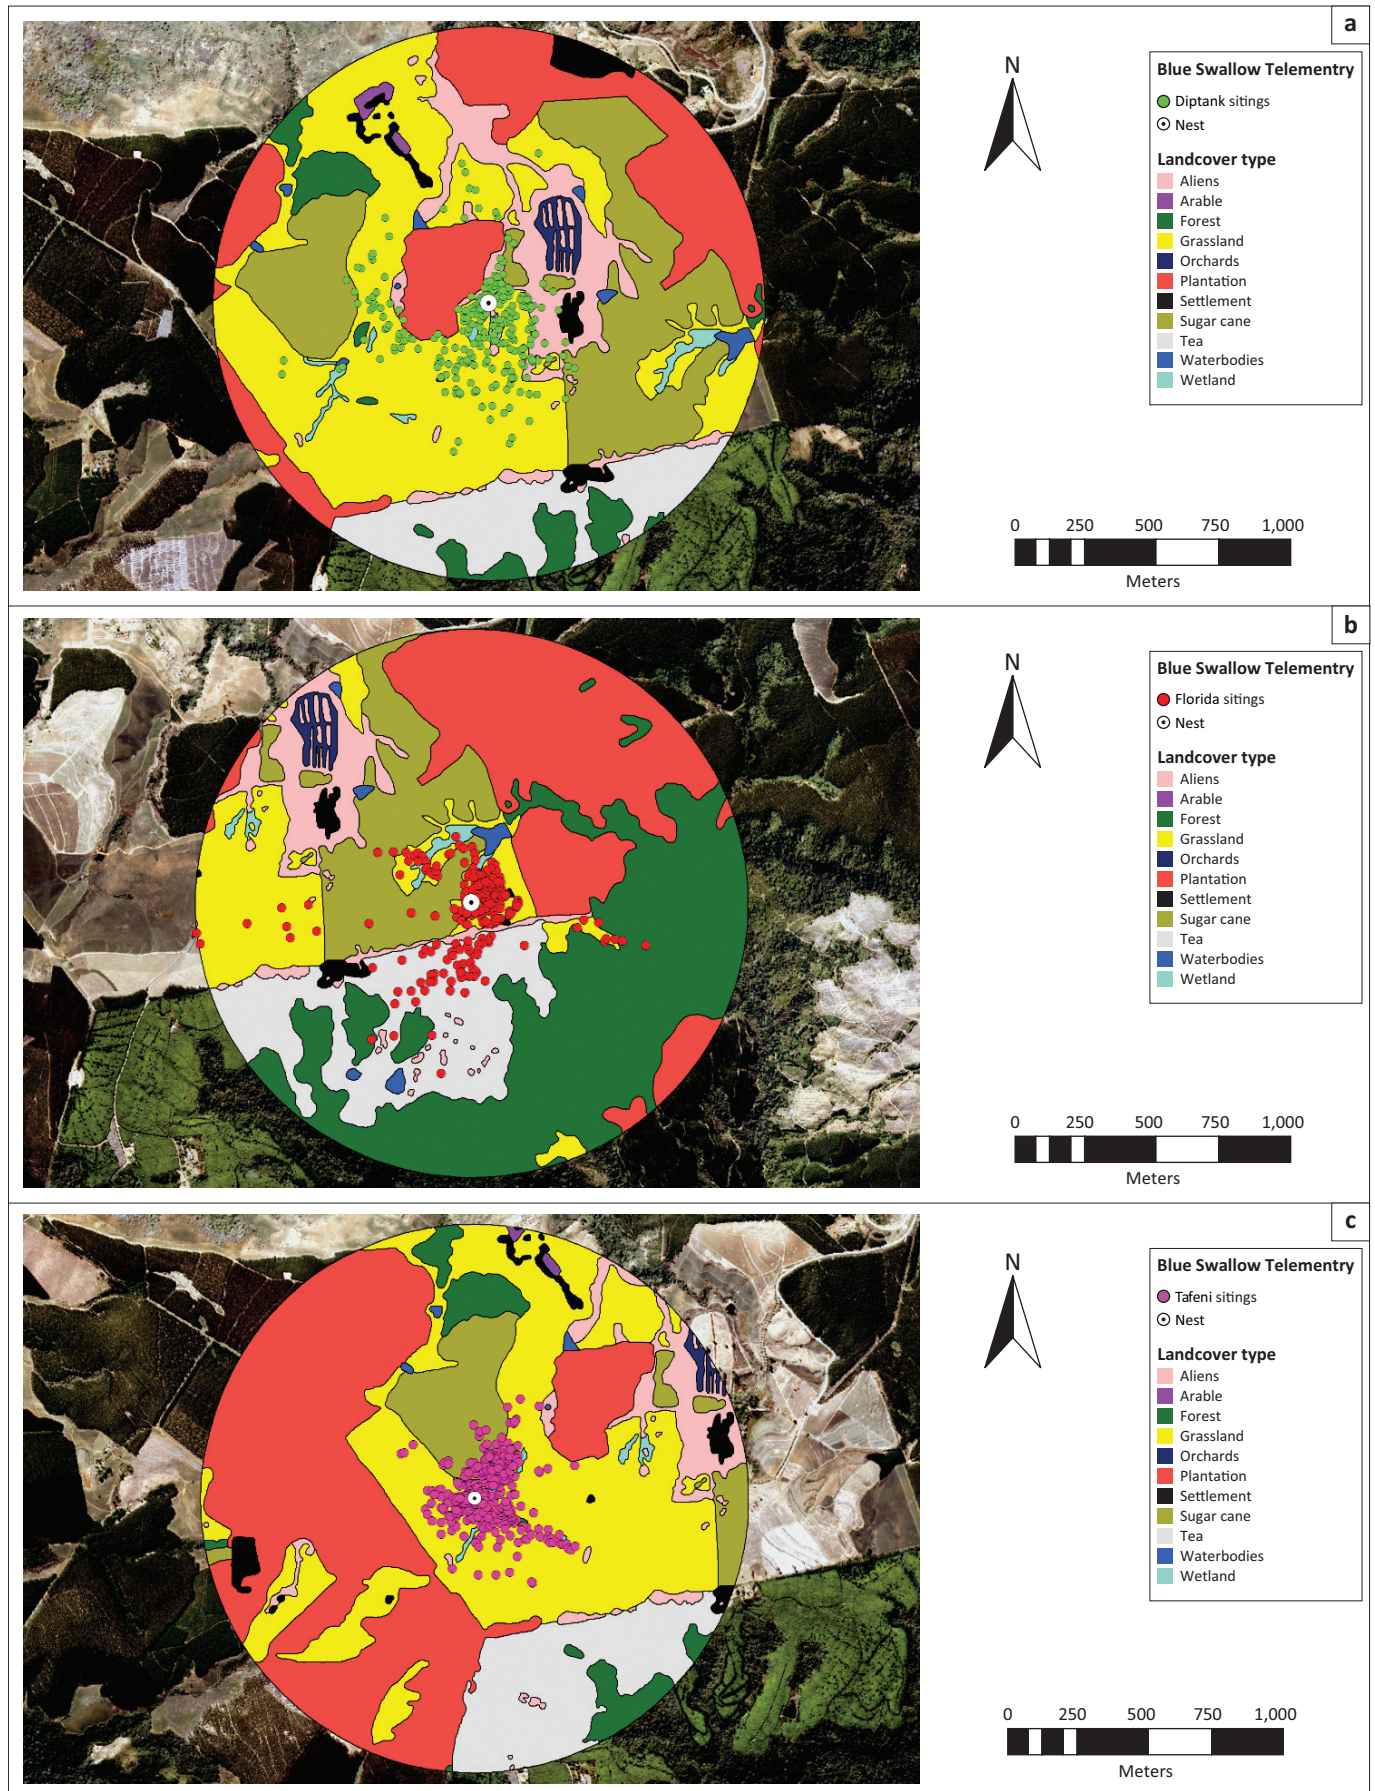 a
N
Blue Swallow Telementry
Diptank sitings
Nest
Landcover type
Aliens
Arable
Forest
Grassland
Orchards
Plantation
Settlement
Sugar cane
Tea
Waterbodies
Wetland
0 250 500 750 1,000
Meters
b
N
Blue Swallow Telementry
Florida sitings
Nest
Landcover type
Aliens
Arable
Forest
Grassland
Orchards
Plantation
Settlement
Sugar cane
Tea
Waterbodies
Wetland
0 250 500 750 1,000
Meters
c
N
Blue Swallow Telementry
Tafeni sitings
Nest
Landcover type
Aliens
Arable
Forest
Grassland
Orchards
Plantation
Settlement
Sugar cane
Tea
Waterbodies
Wetland
0 250 500 750 1,000
Meters